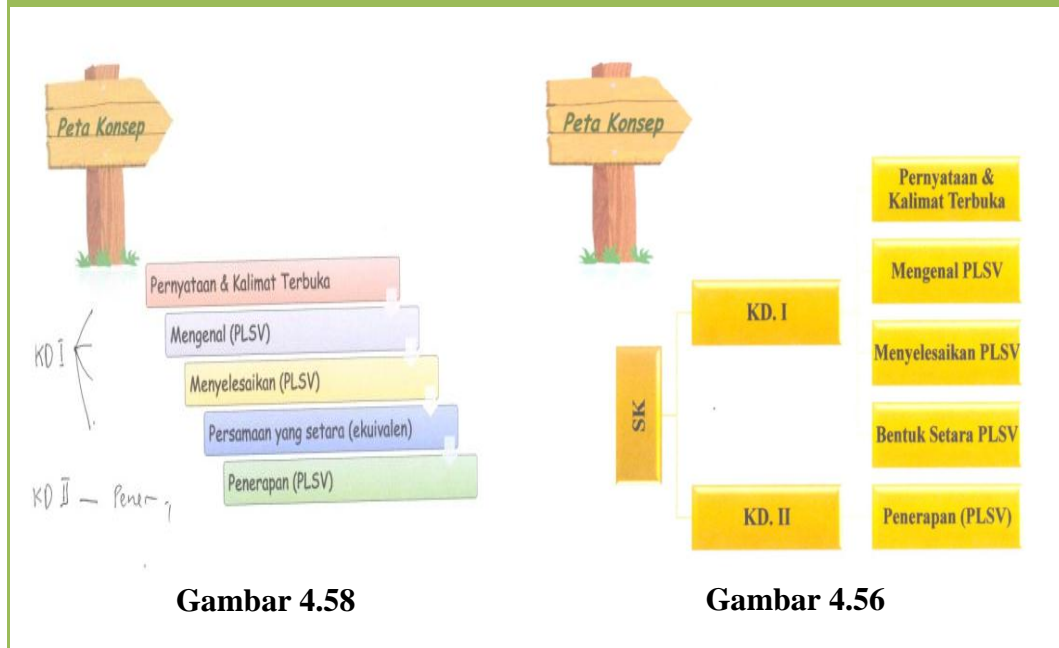 Peta Konsep
Pernyataan & Kalimat Terbuka
Mengenal (PLSV)
KD I
Menyelesaikan (PLSV)
Persamaan yang setara (ekuivalen)
Penerapan (PLSV)
KD II — Pener
Gambar 4.58
Peta Konsep
Pernyataan &
Kalimat Terbuka
Mengenal PLSV
KD. I
Menyelesaikan PLSV
SK
Bentuk Setara PLSV
KD. II
Penerapan (PLSV)
Gambar 4.56